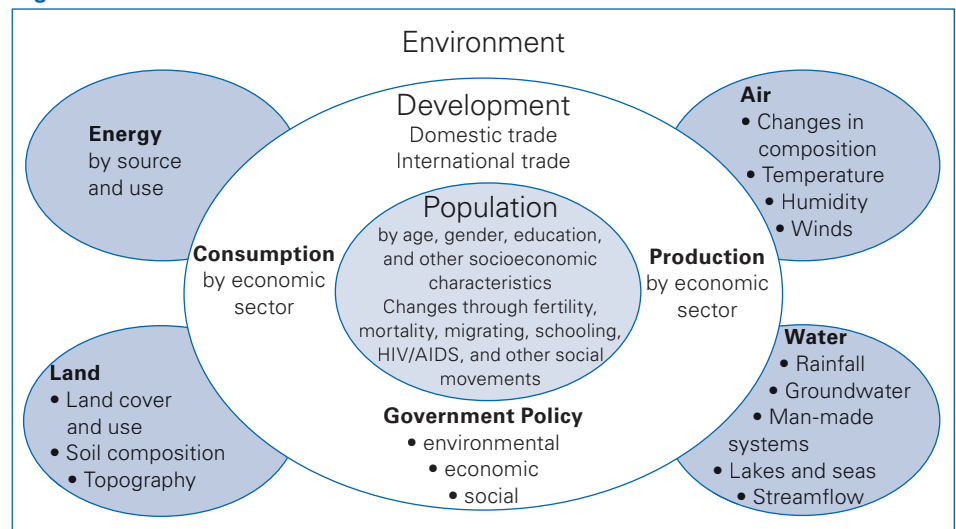 Environment
Energy
by source
and use
Development
Domestic trade
International trade
Air
• Changes in
composition
• Temperature
• Humidity
• Winds
Consumption
by economic
sector
Population
by age, gender, education,
and other socioeconomic
characteristics
Changes through fertility,
mortality, migrating, schooling,
HIV/AIDS, and other social
movements
Production
by economic
sector
Land
• Land cover
and use
• Soil composition
• Topography
Government Policy
• environmental
• economic
• social
Water
• Rainfall
• Groundwater
• Man-made
systems
• Lakes and seas
• Streamflow